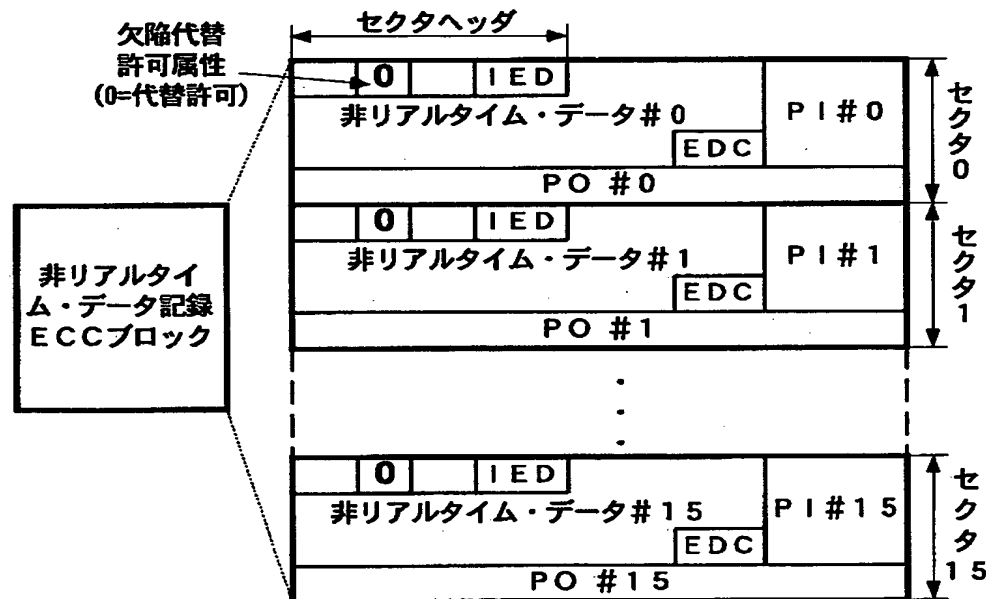 セクタヘッダ
欠陥代替
許可属性
(0=代替許可)
0 IED
非リアルタイム・データ#0
PI#0
EDC
PO #0
セクタ0
0 IED
非リアルタイム・データ#1
PI#1
EDC
PO #1
セクタ1
非リアルタイ
ム・データ記録
ECCブロック
0 IED
非リアルタイム・データ#15
PI#15
EDC
PO #15
セクタ15